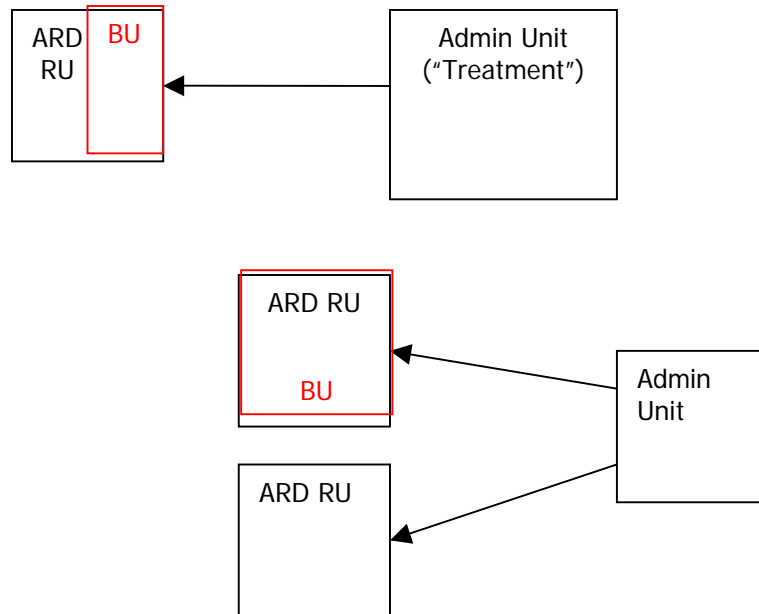 ARD
RU
BU
Admin Unit
("Treatment")
ARD RU
BU
Admin
Unit
ARD RU